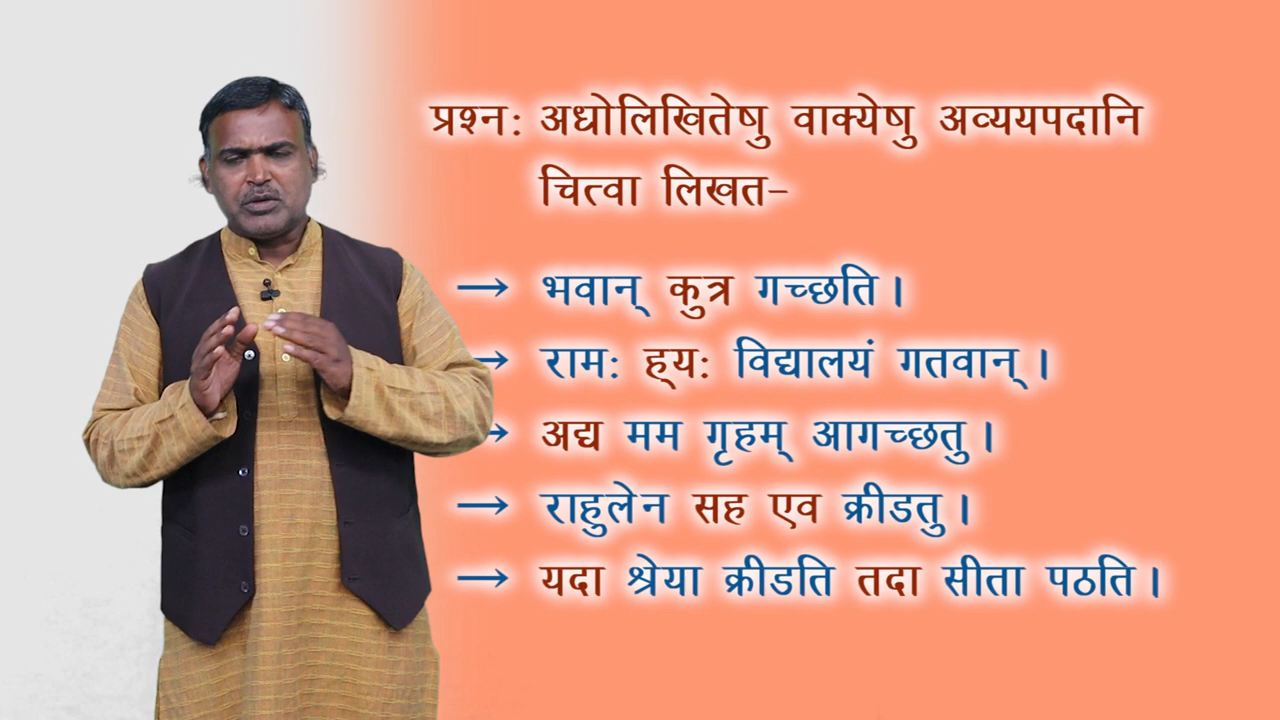 प्रश्न: अधोलिखितेषु वाक्येषु अव्ययपदानि
चित्वा लिखत-
→ भवान् कुत्र गच्छति।
→ राम: ह्य: विद्यालयं गतवान्।
→ अद्य मम गृहम् आगच्छतु।
→ राहुलेन सह एव क्रीडतु।
→ यदा श्रेया क्रीडति तदा सीता पठति।